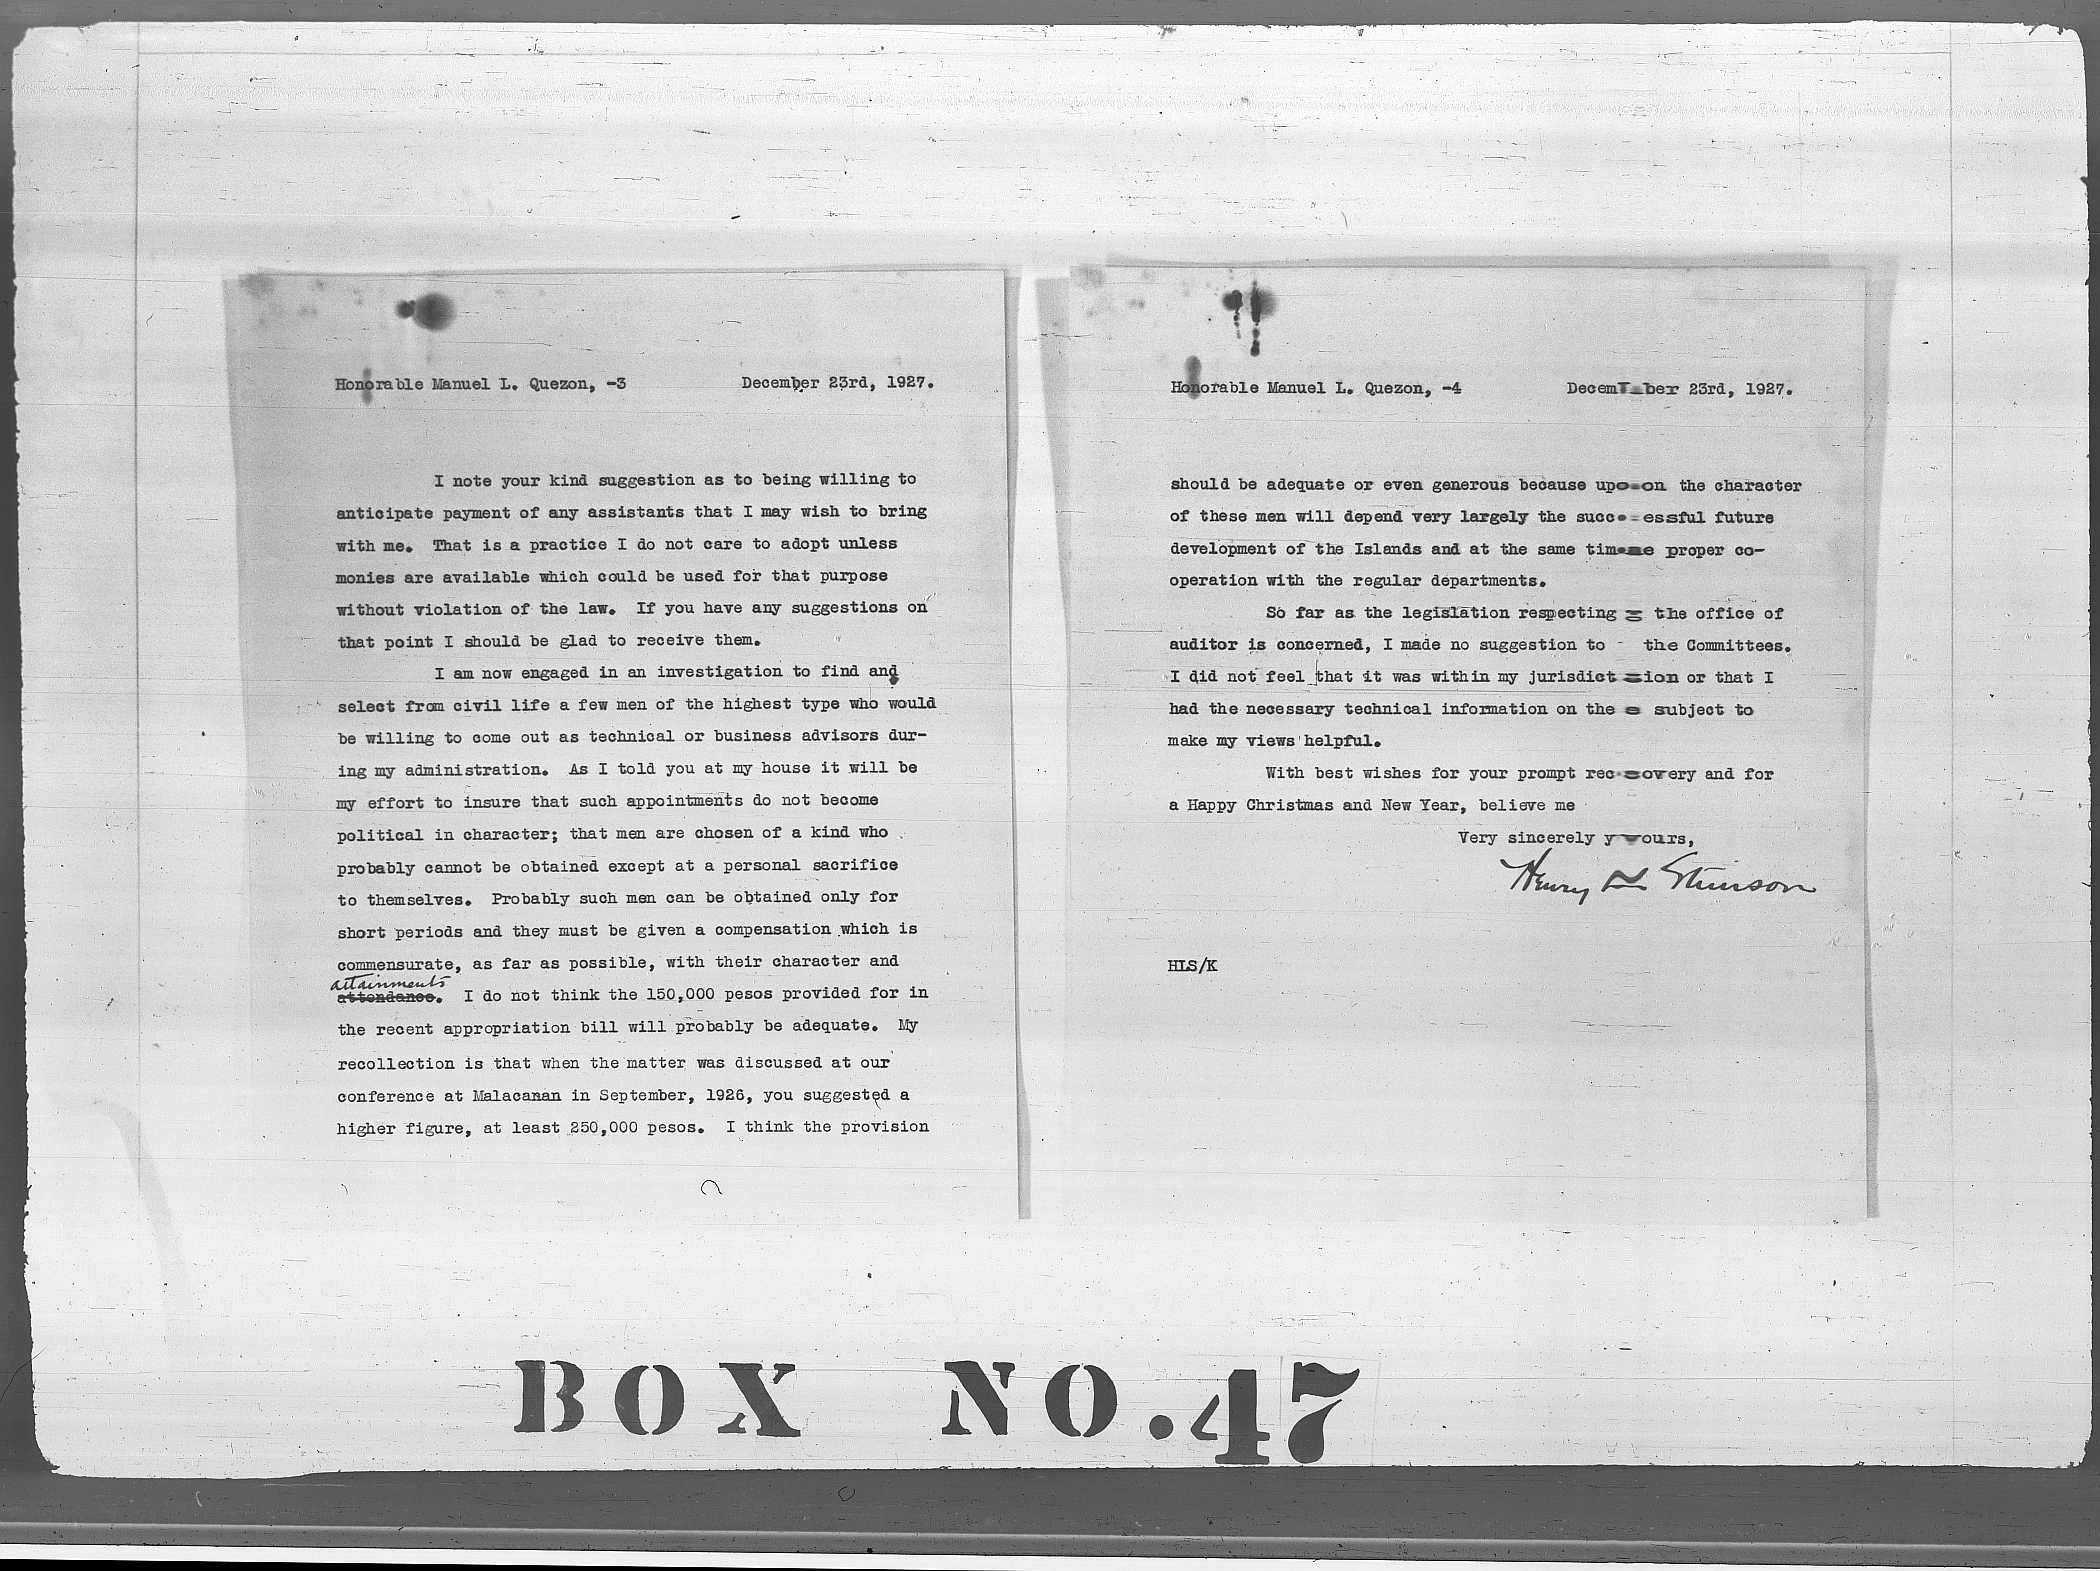 Honorable Manuel L. Quezon, -3 December 23rd, 1927.
I note your kind suggestion as to being willing to
anticipate payment of any assistants that I may wish to bring
with me. That is a practice I do not care to adopt unless
monies are available which could be used for that purpose
without violation of the law. If you have any suggestions on
that point I should be glad to receive them.
I am now engaged in an investigation to find and
select from civil life a few men of the highest type who would
be willing to come out as technical or business advisors dur-
ing my administration. As I told you at my house it will be
my effort to insure that such appointments do not become
political in character; that men are chosen of a kind who
probably cannot be obtained except at a personal sacrifice
to themselves. Probably such men can be obtained only for
short periods and they must be given a compensation which is
commensurate, as far as possible, with their character and
attainments
attendance. I do not think the 150,000 pesos provided for in
the recent appropriation bill will probably be adequate. My
recollection is that when the matter was discussed at our
conference at Malacanan in September, 1926, you suggested a
higher figure, at least 250,000 pesos. I think the provision
Honorable Manuel L. Quezon, -4 December 23rd, 1927.
should be adequate or even generous because upon the character
of these men will depend very largely the successful future
development of the Islands and at the same time proper co-
operation with the regular departments.
So far as the legislation respecting the office of
auditor is concerned, I made no suggestion to the Committees.
I did not feel that it was within my jurisdiction or that I
had the necessary technical information on the subject to
make my views helpful.
With best wishes for your prompt recovery and for
a Happy Christmas and New Year, believe me
Very sincerely yours,
Henry L Stimson
HLS/K
BOX NO. 47